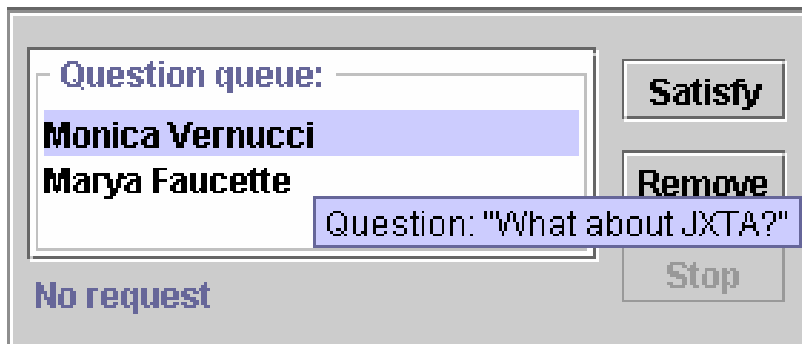 Question queue:
Satisfy
Monica Vernucci
Marya Faucette
Remove
Question: "What about JXTA?"
Stop
No request